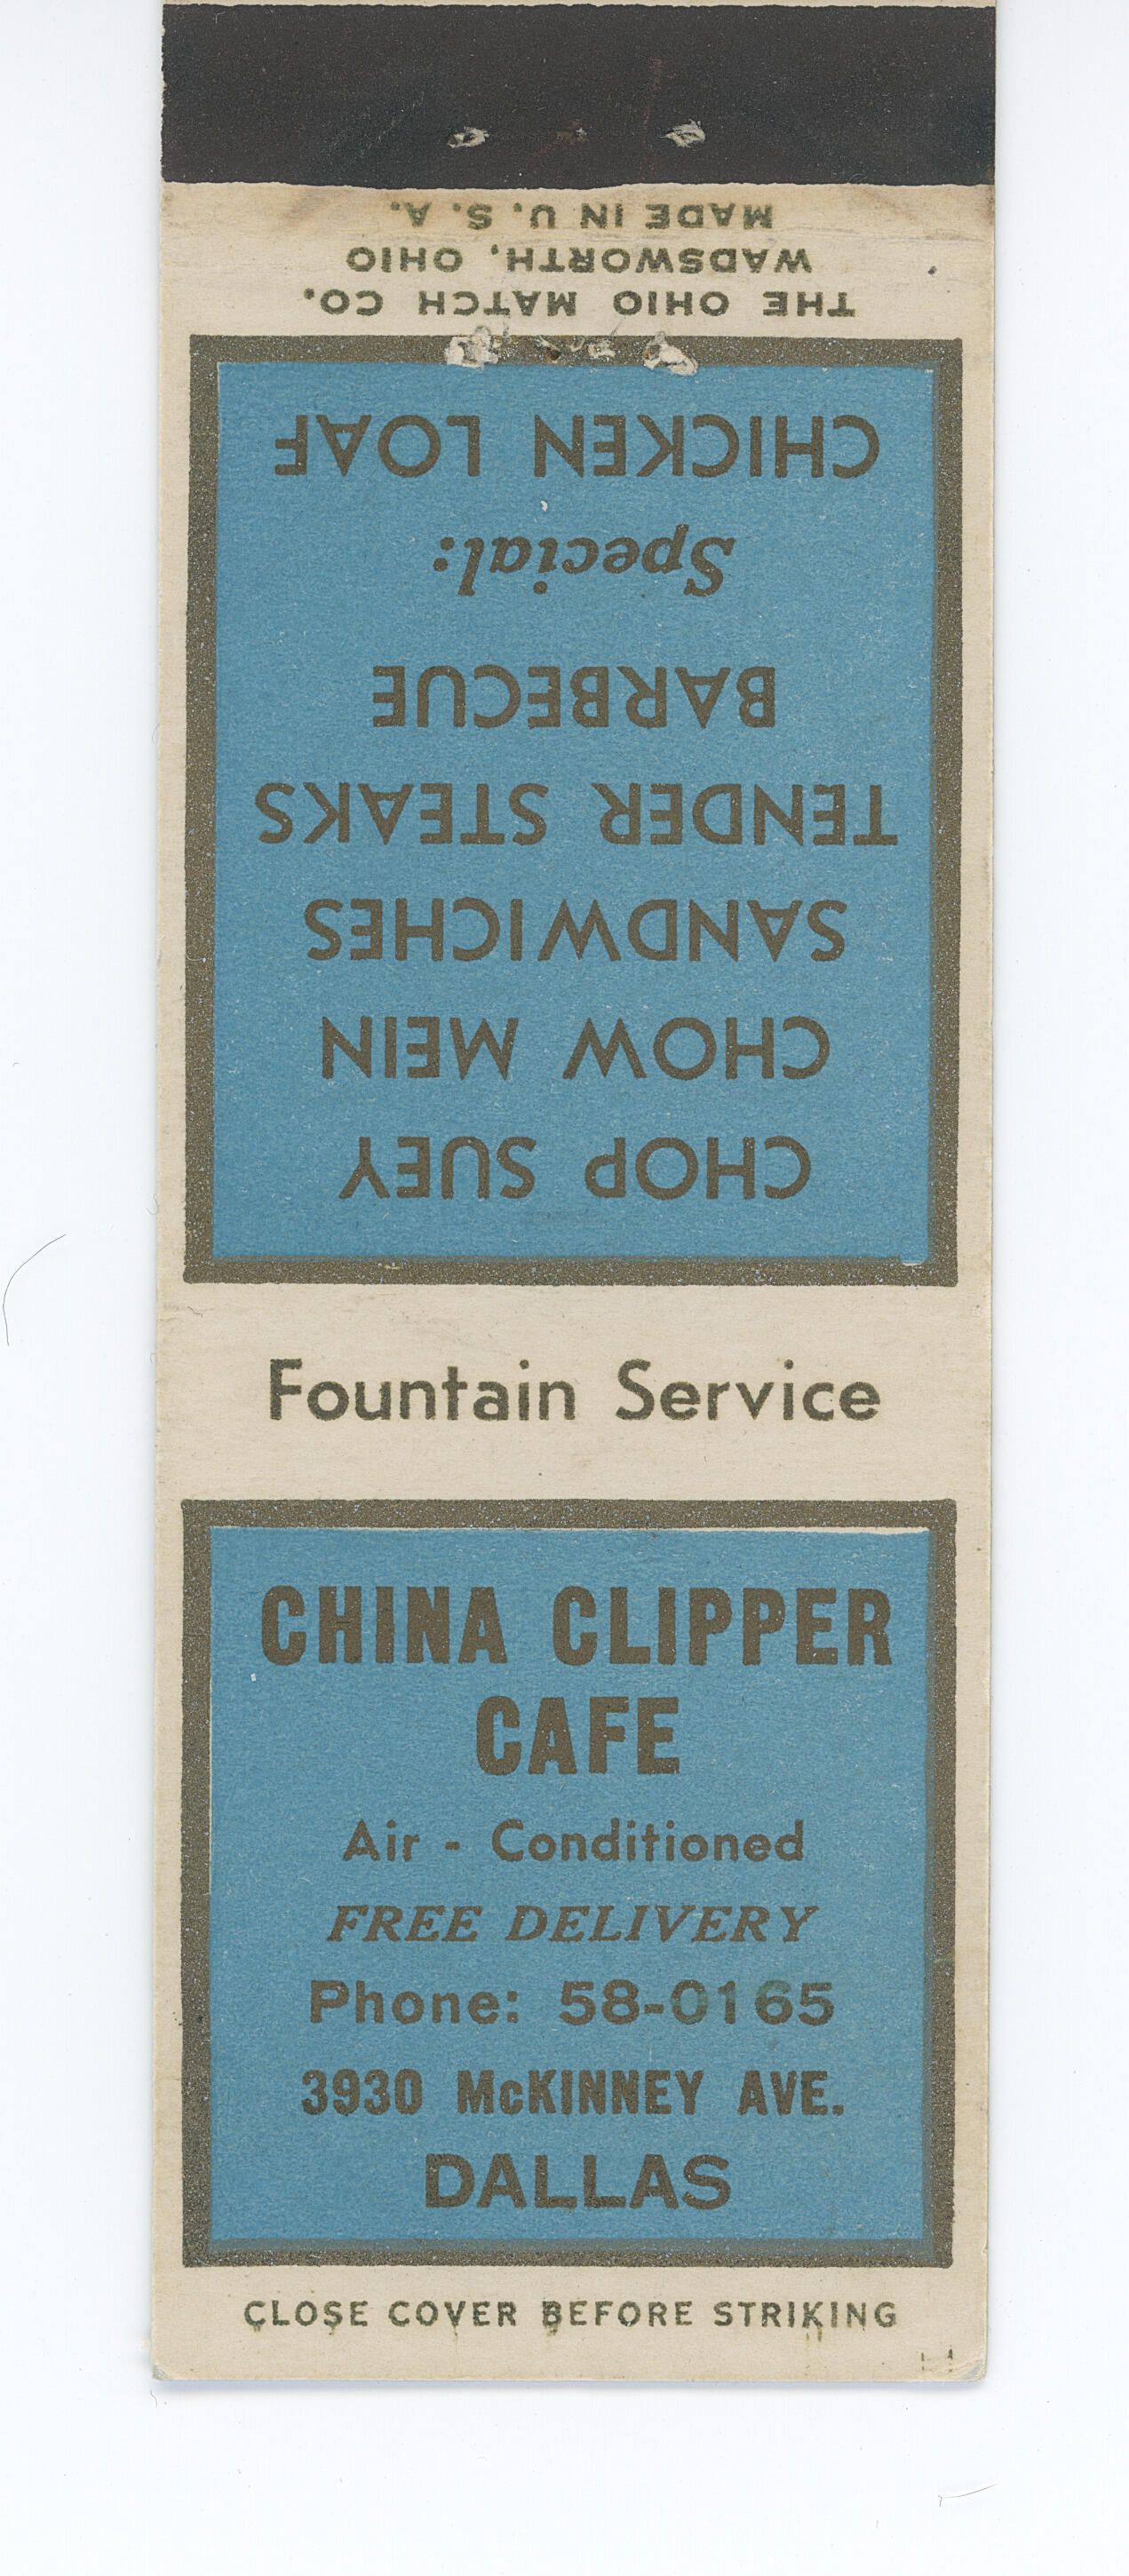 CHINA CLIPPER
CAFE
Air - Conditioned
FREE DELIVERY
Phone: 58-0165
3930 McKINNEY AVE.
DALLAS
CLOSE COVER BEFORE STRIKING
Fountain Service
CHOP SUEY
CHOW MEIN
SANDWICHES
TENDER STEAKS
BARBECUE
Special:
CHICKEN LOAF
THE OHIO MATCH CO.
WADSWORTH, OHIO
MADE IN U. S. A.